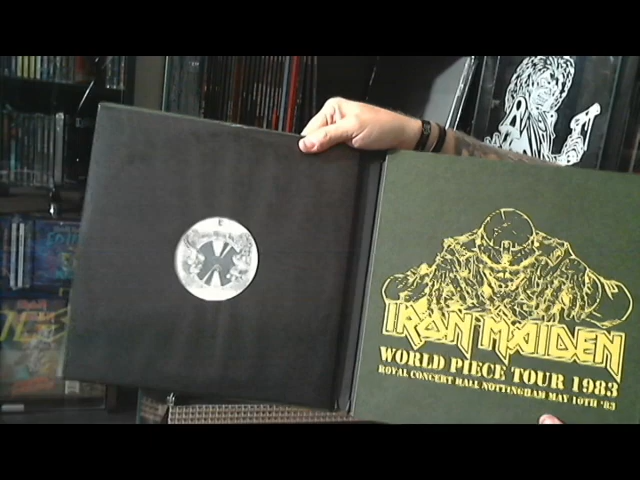 IRON MAIDEN
WORLD PIECE TOUR 1983
ROYAL CONCERT HALL NOTTINGHAM MAY 10TH '83